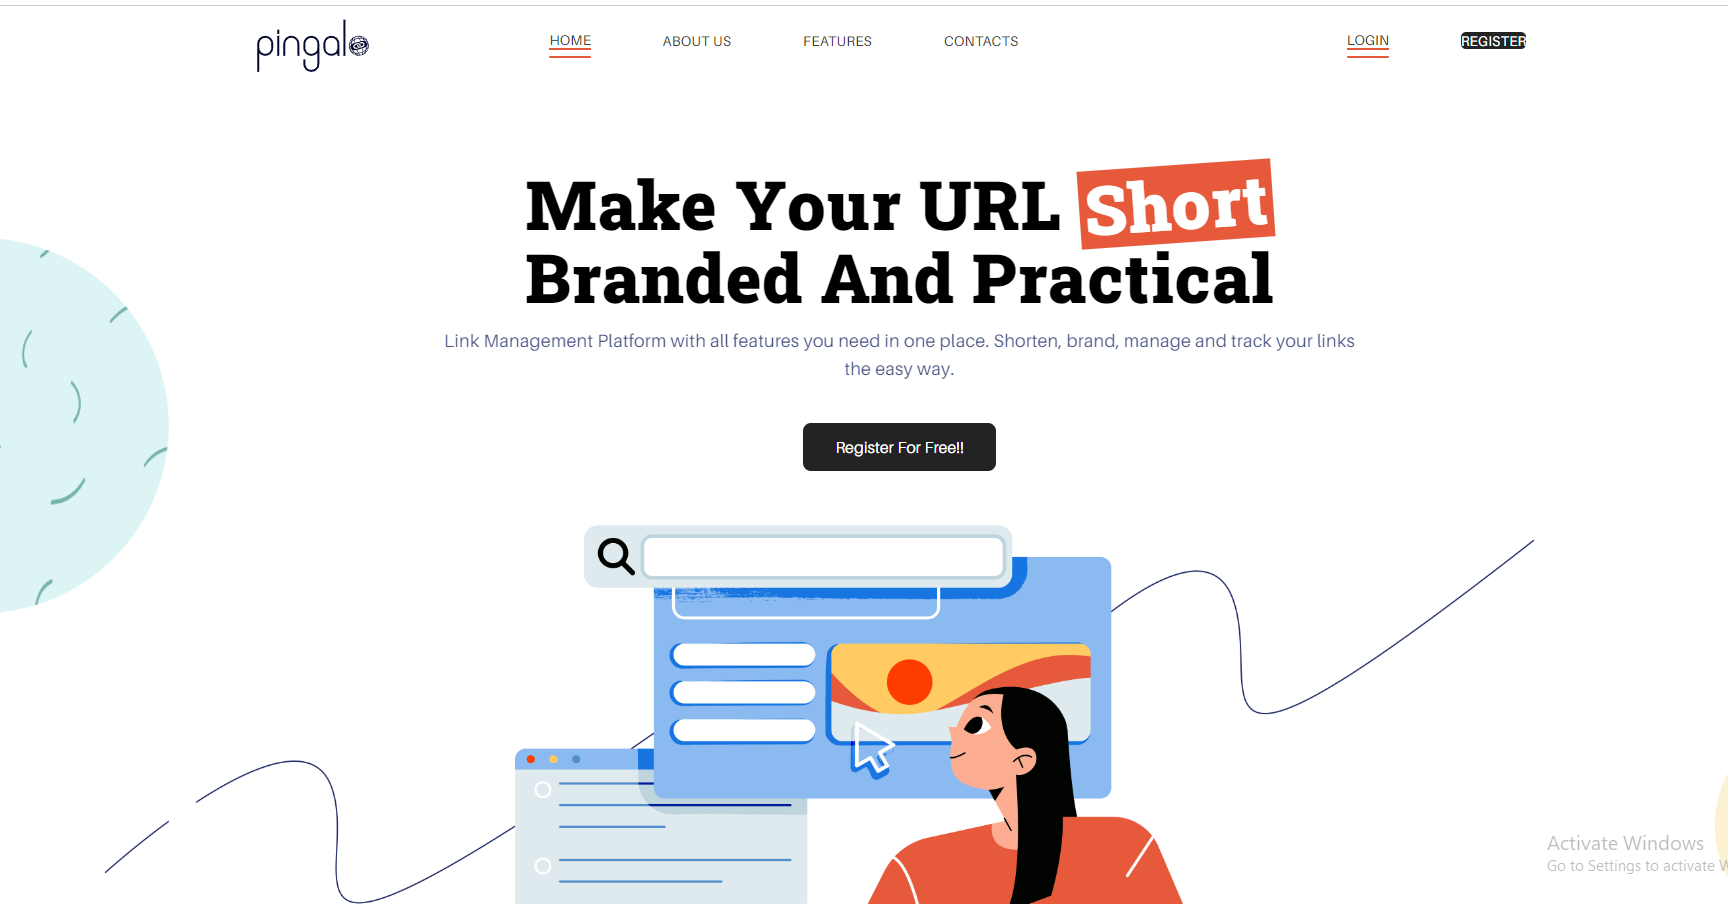 pingalo
HOME ABOUT US FEATURES CONTACTS LOGIN REGISTER
Make Your URL Short
Branded And Practical
Link Management Platform with all features you need in one place. Shorten, brand, manage and track your links
the easy way.
Register For Free!!
Activate Windows
Go to Settings to activate W